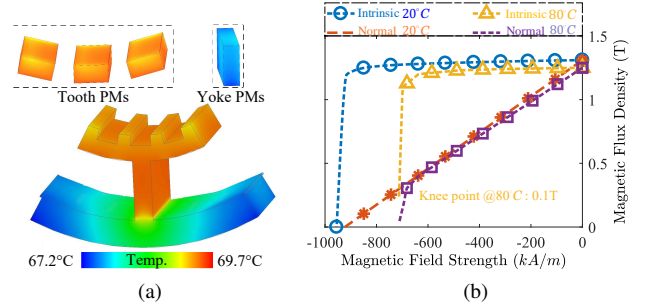 Tooth PMs
Yoke PMs
67.2°C
Temp.
69.7°C
(a)
Intrinsic 20°C
Intrinsic 80°C
Normal 20°C
Normal 80°C
1.5
1
0.5
0
Magnetic Flux Density (T)
Knee point @80°C: 0.1T
-1000
-800
-600
-400
-200
0
Magnetic Field Strength (kA/m)
(b)